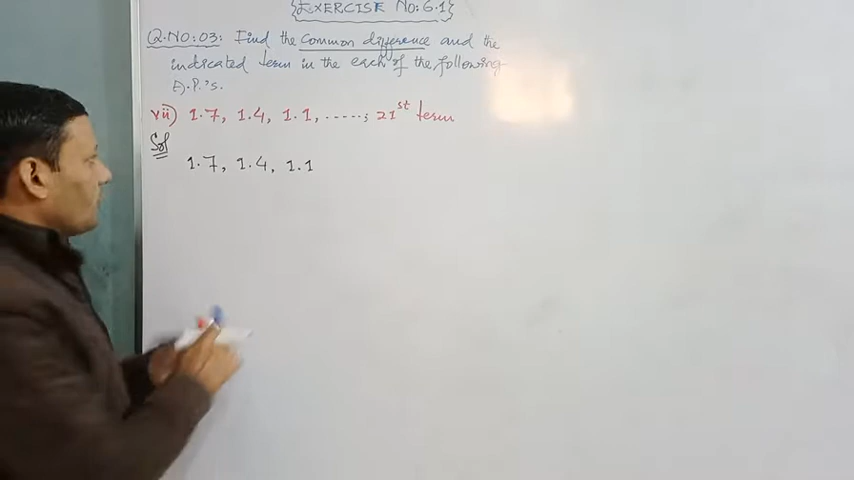 {EXERCISE No:6.1}
Q.No:03: Find the Common difference and the
indicated term in the each of the following
A.P's.
vii) 1.7, 1.4, 1.1, .....; 21st term
Sol
1.7, 1.4, 1.1